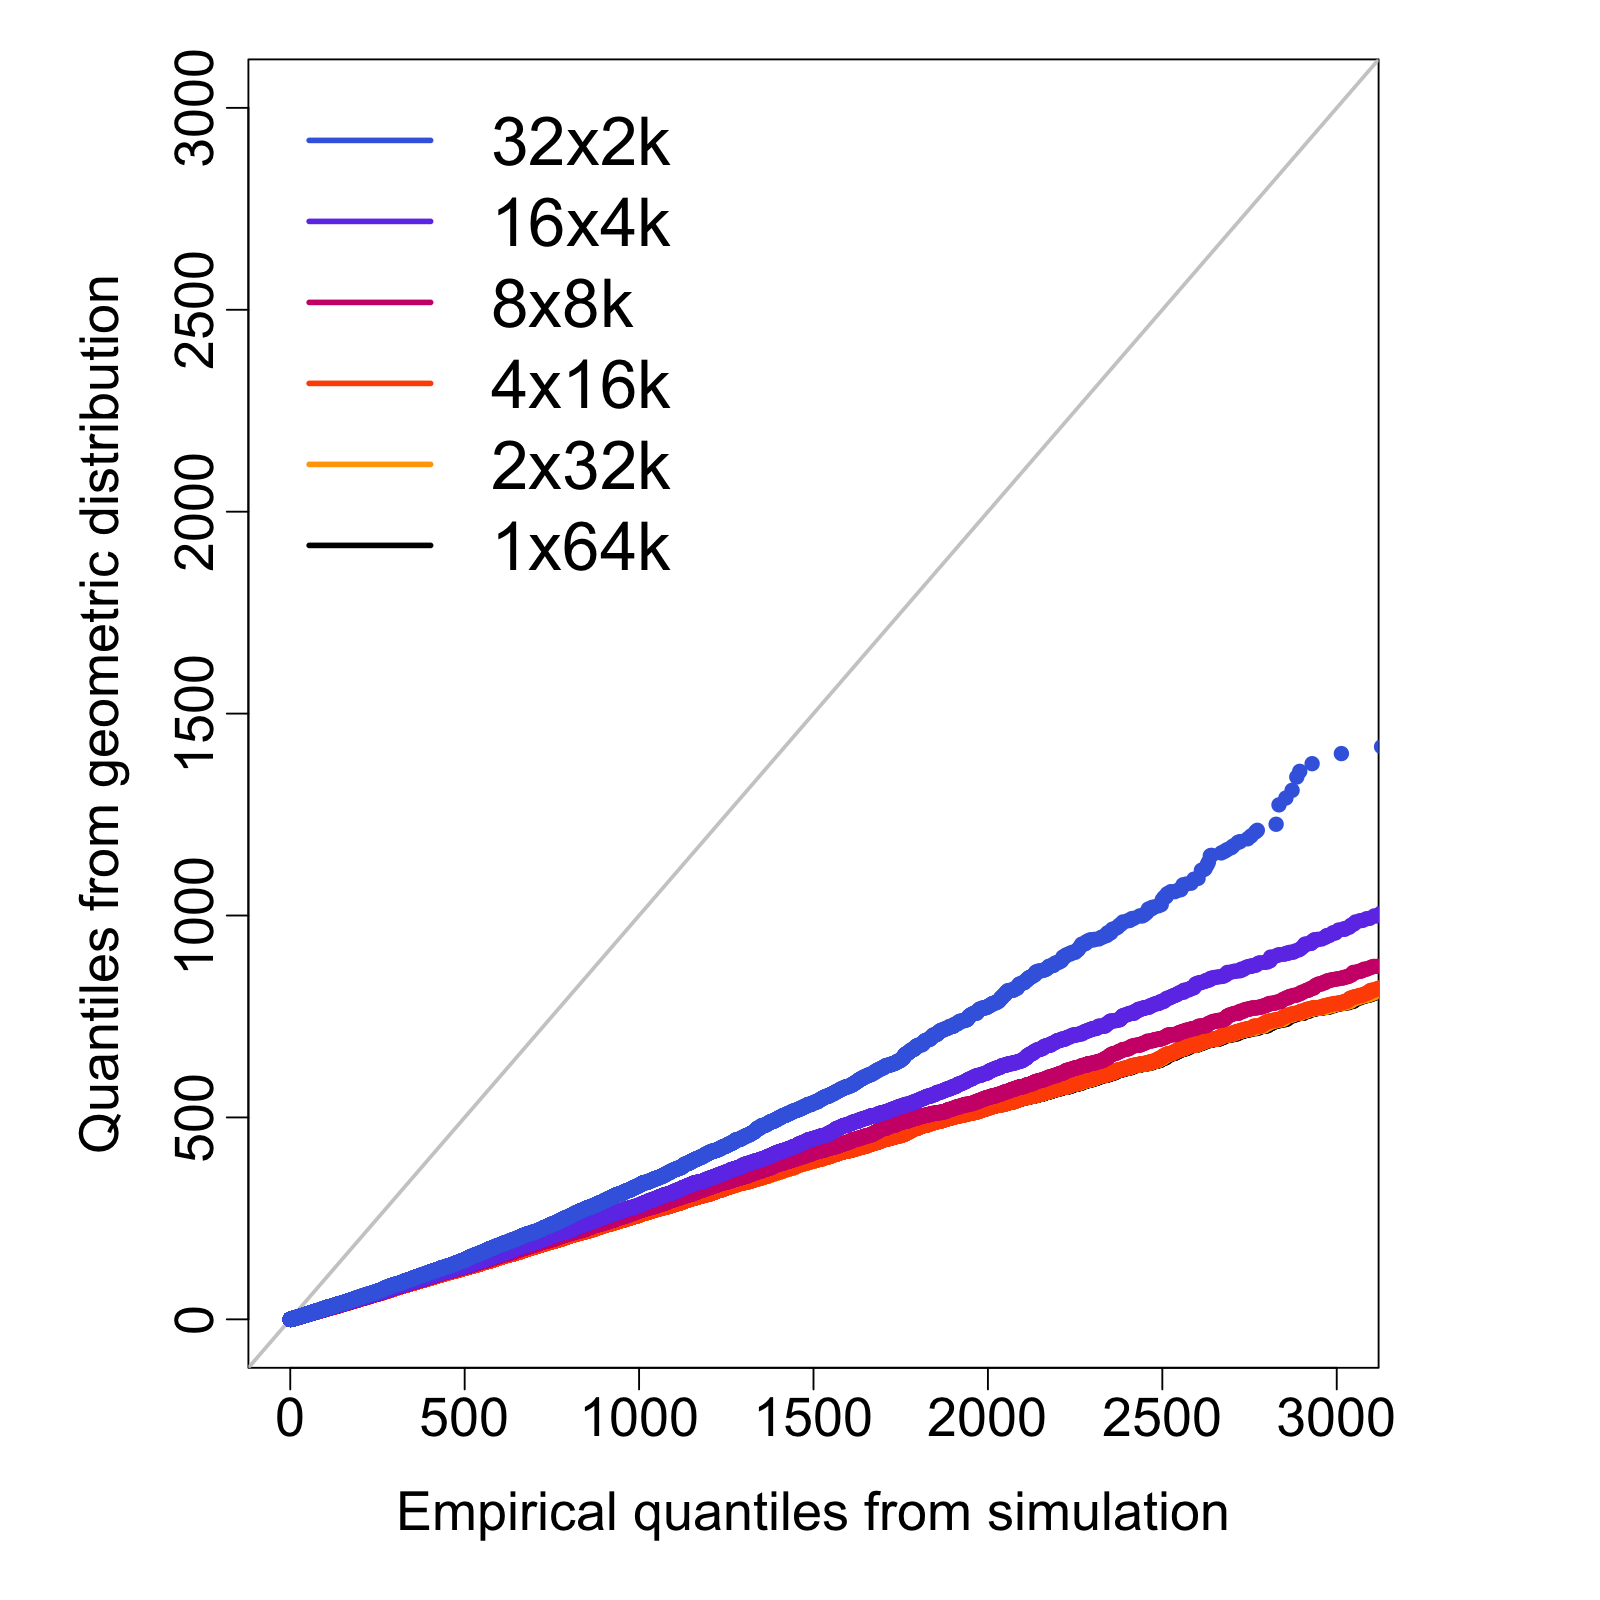 32x2k
16x4k
8x8k
4x16k
2x32k
1x64k
Quantiles from geometric distribution
3000
2500
2000
1500
1000
500
0
0 500 1000 1500 2000 2500 3000
Empirical quantiles from simulation